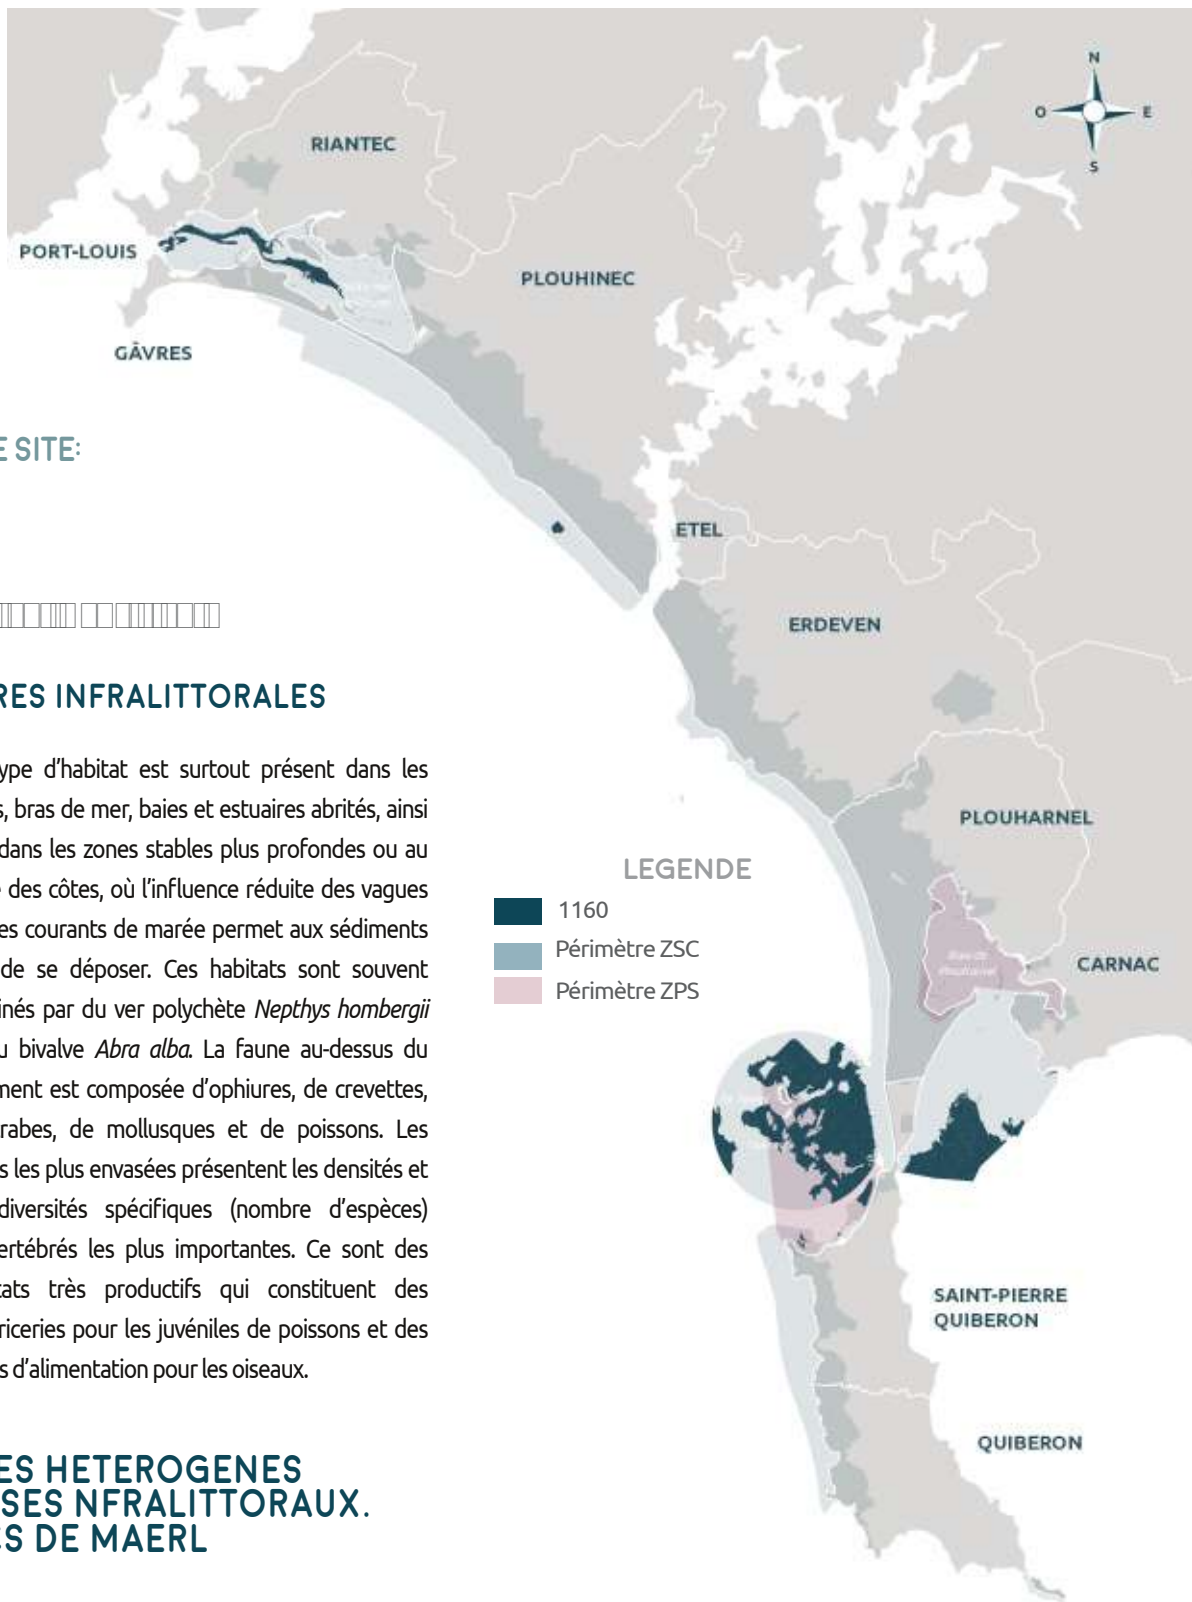 N
O
E
S
RIANTEC
PORT-LOUIS
PLOUHINEC
GÂVRES
E SITE:
ETEL
ERDEVEN
RES INFRALITTORALES
ype d'habitat est surtout présent dans les
s, bras de mer, baies et estuaires abrités, ainsi
dans les zones stables plus profondes ou au
e des côtes, où l'influence réduite des vagues
es courants de marée permet aux sédiments
de se déposer. Ces habitats sont souvent
inés par du ver polychète Nepthys hombergii
u bivalve Abra alba. La faune au-dessus du
ment est composée d'ophiures, de crevettes,
rabes, de mollusques et de poissons. Les
s les plus envasées présentent les densités et
diversités spécifiques (nombre d'espèces)
ertébrés les plus importantes. Ce sont des
ats très productifs qui constituent des
riceries pour les juvéniles de poissons et des
s d'alimentation pour les oiseaux.
PLOUHARNEL
LEGENDE
1160
Périmètre ZSC
Périmètre ZPS
CARNAC
SAINT-PIERRE
QUIBERON
QUIBERON
ES HETEROGENES
SES NFRALITTORAUX.
CS DE MAERL